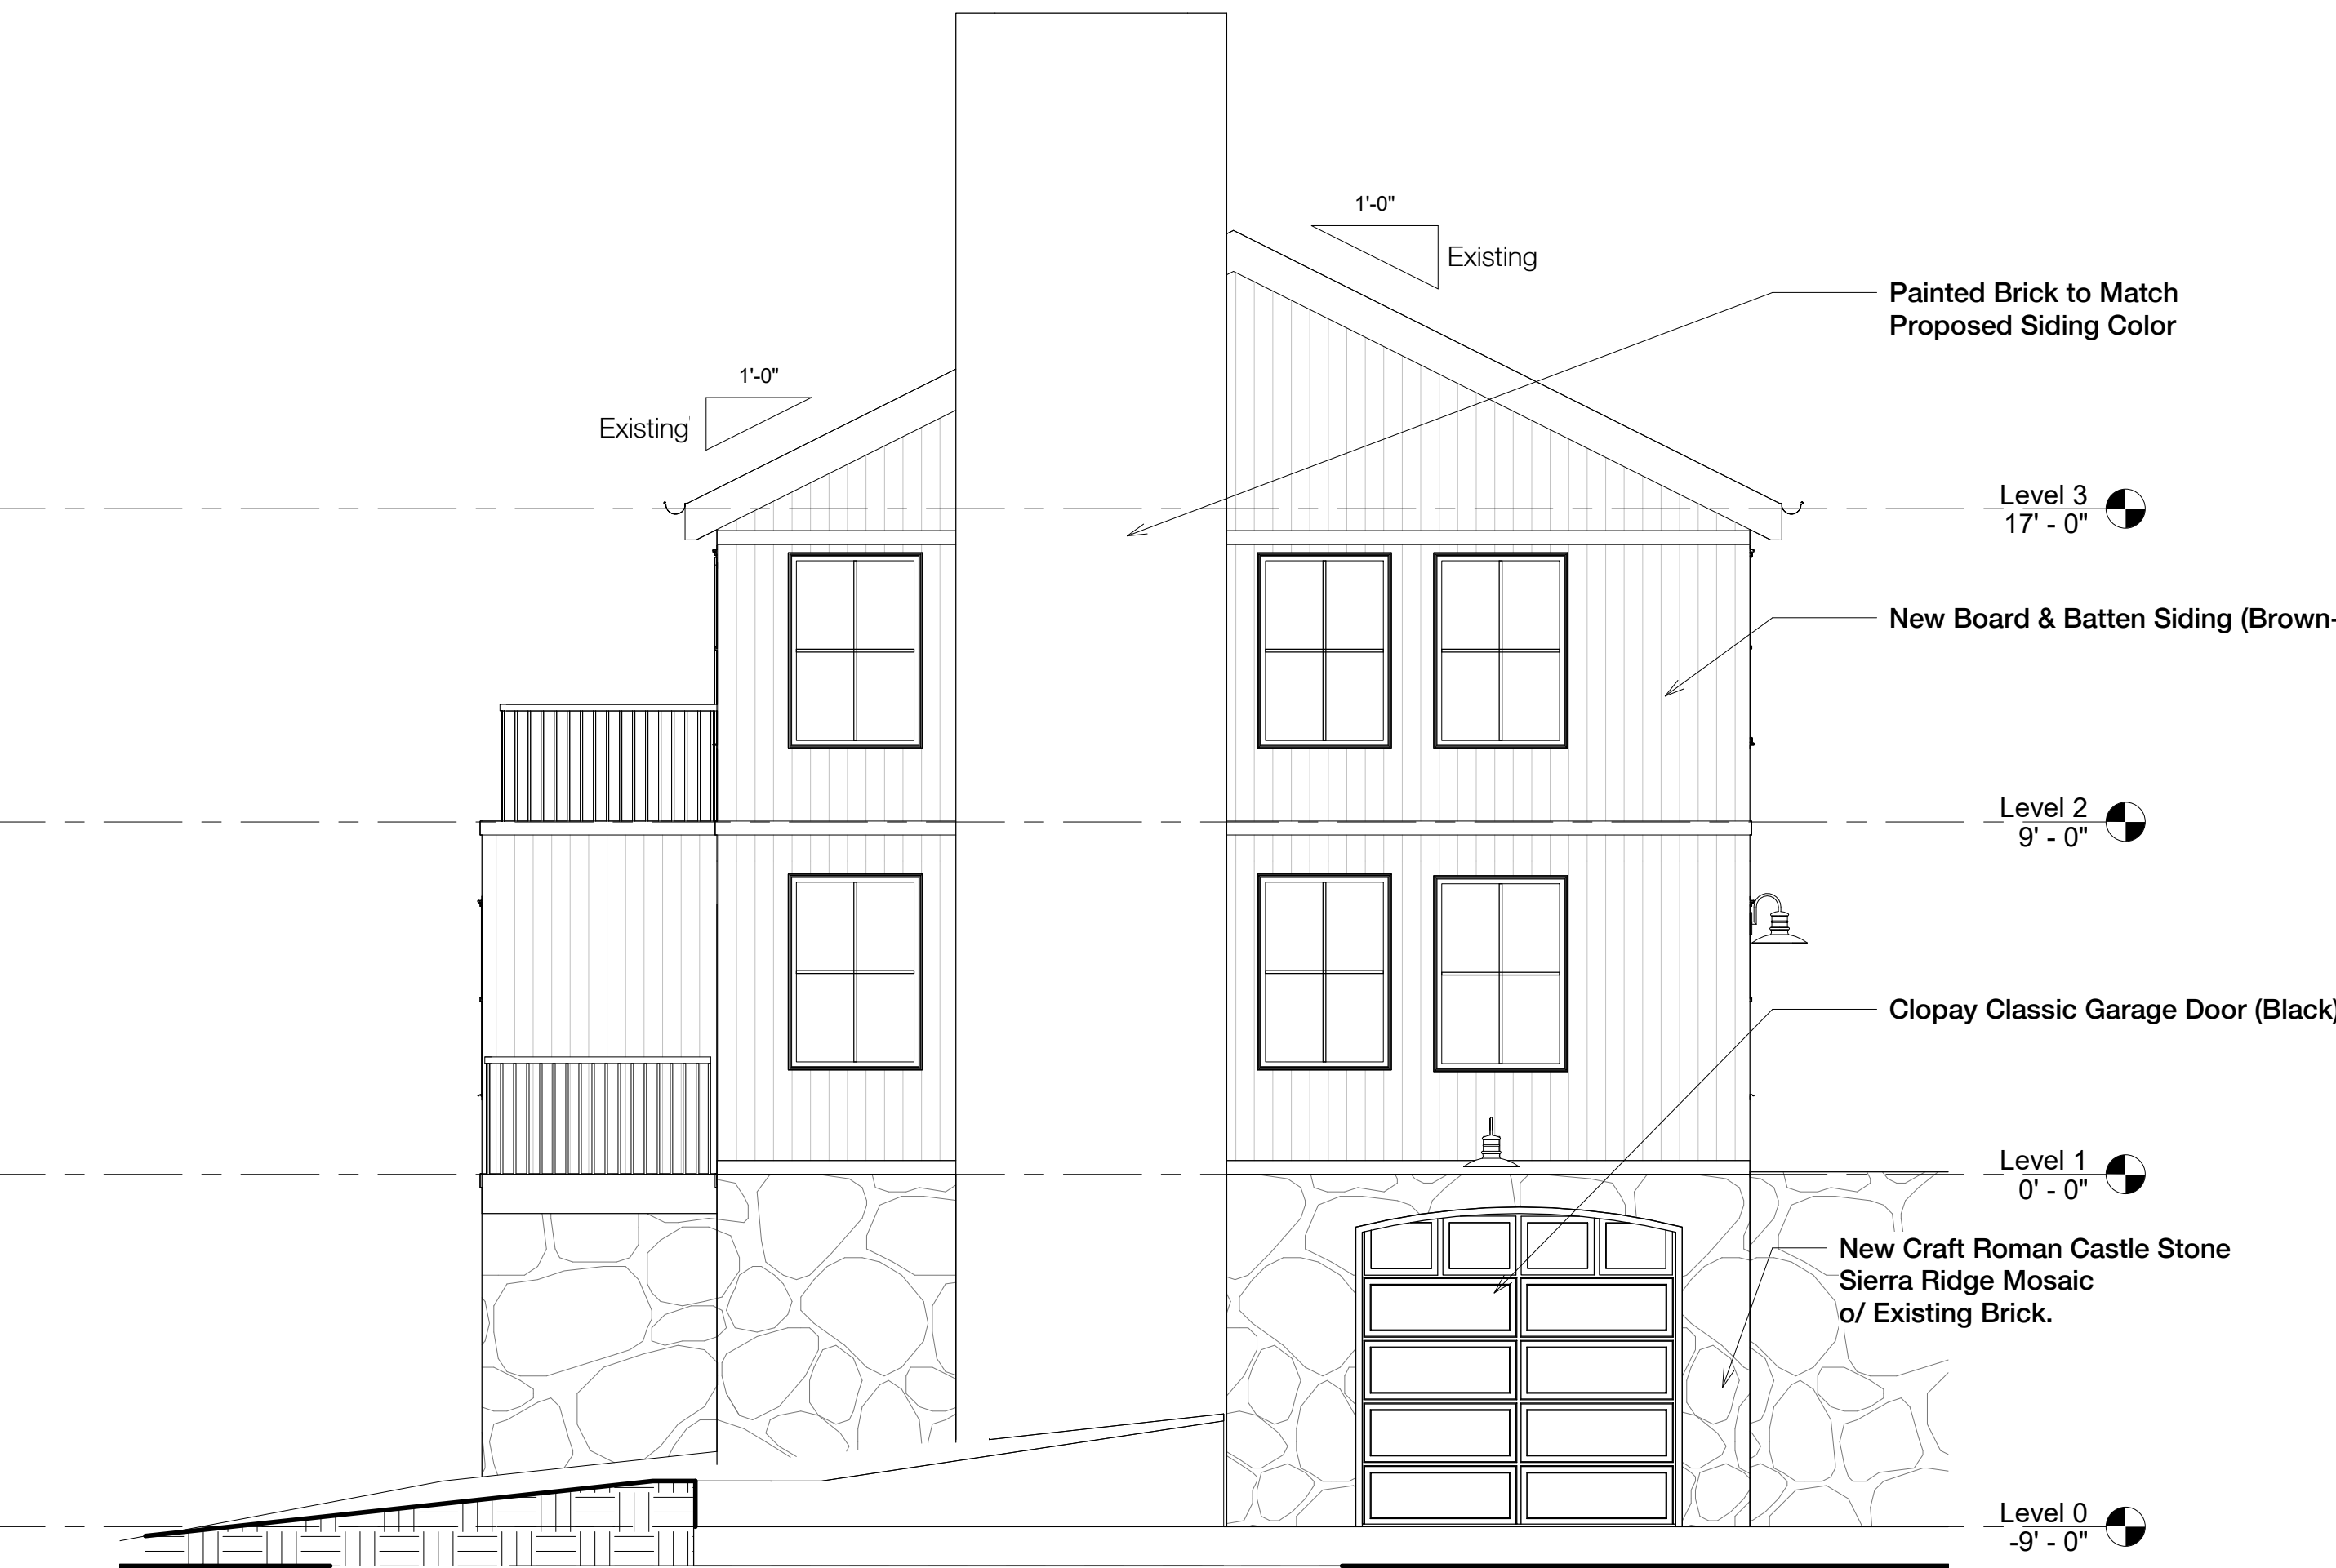 1'-0"
Existing
Painted Brick to Match
Proposed Siding Color
1'-0"
Existing
Level 3
17' - 0"
New Board & Batten Siding (Brown-
Level 2
9' - 0"
Clopay Classic Garage Door (Black)
Level 1
0' - 0"
New Craft Roman Castle Stone
Sierra Ridge Mosaic
o/ Existing Brick.
Level 0
-9' - 0"